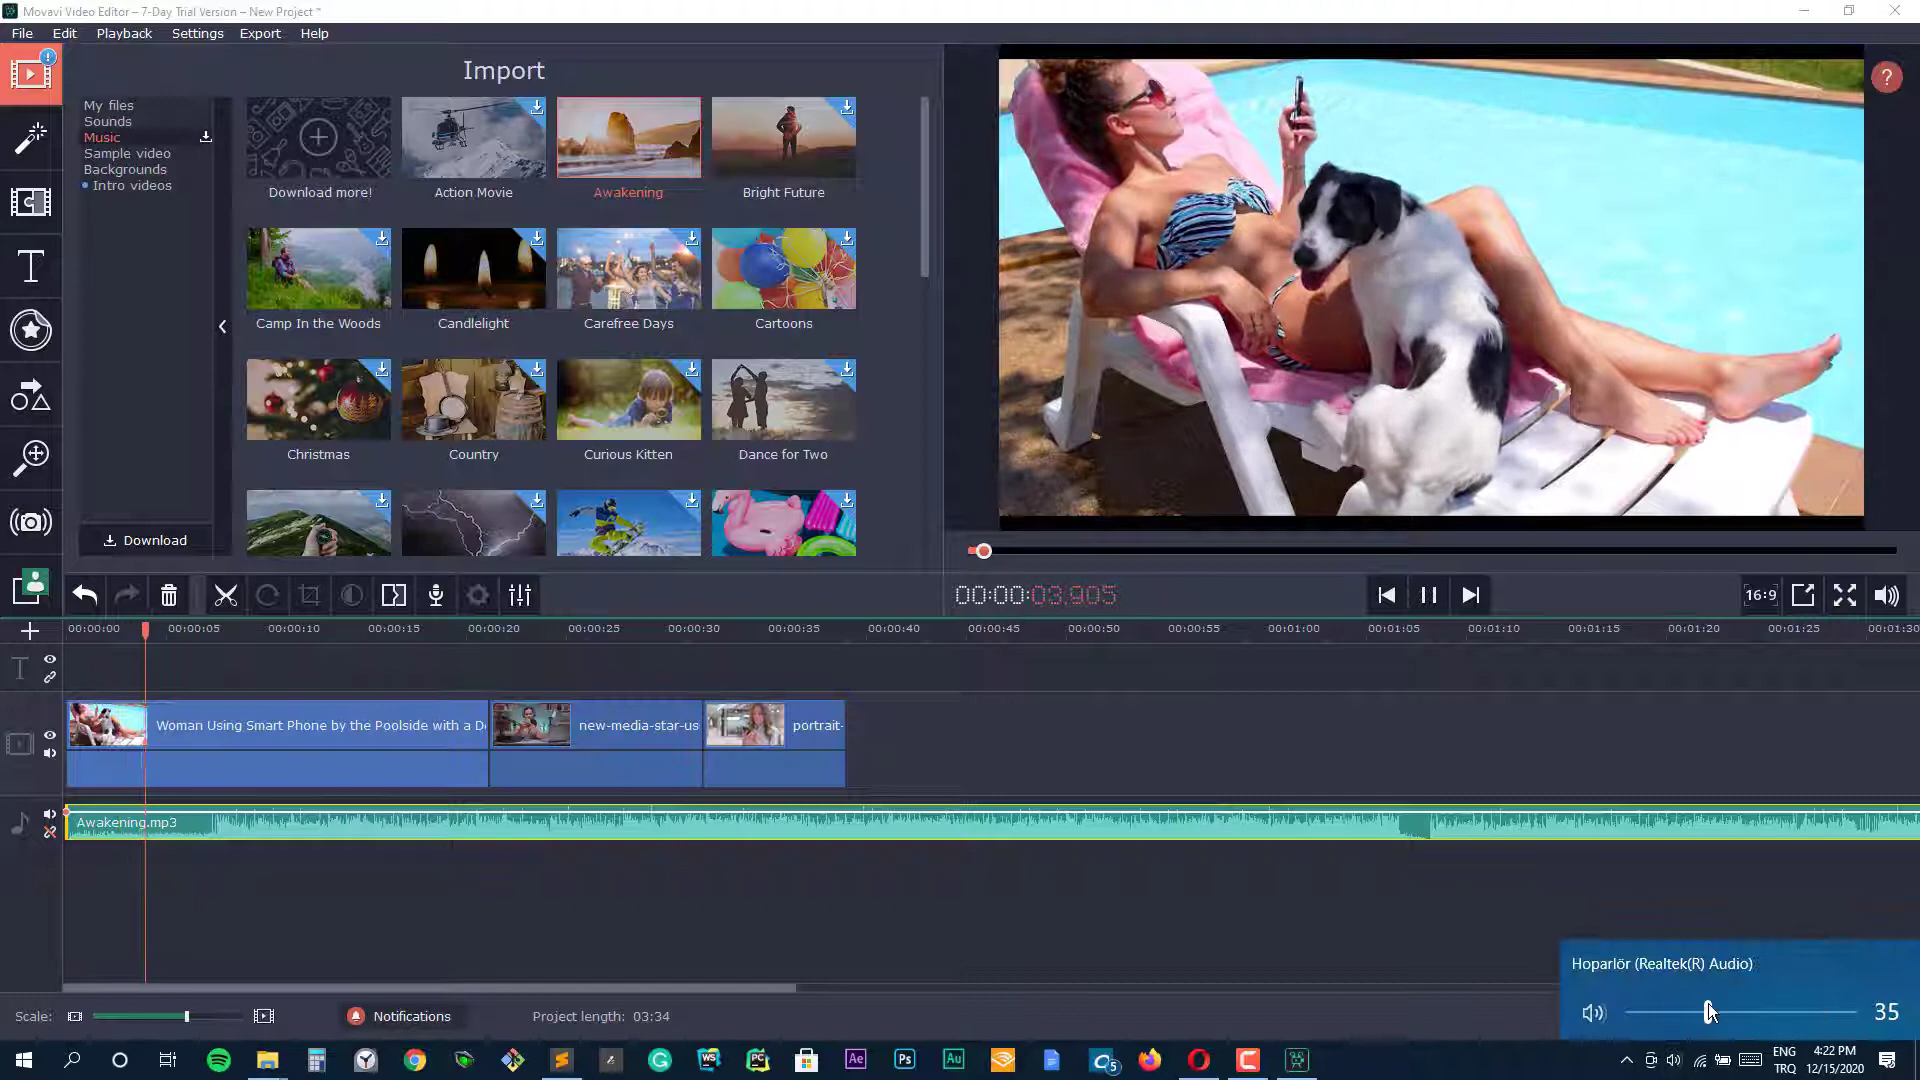 Movavi Video Editor – 7-Day Trial Version – New Project *
File Edit Playback Settings Export Help
Import
My files
Sounds
Music
Sample video
Backgrounds
Intro videos
Download
Download more!
Action Movie
Awakening
Bright Future
Camp In the Woods
Candlelight
Carefree Days
Cartoons
Christmas
Country
Curious Kitten
Dance for Two
?
00:00:03.905
16:9
00:00:00 00:00:05 00:00:10 00:00:15 00:00:20 00:00:25 00:00:30 00:00:35 00:00:40 00:00:45 00:00:50 00:00:55 00:01:00 00:01:05 00:01:10 00:01:15 00:01:20 00:01:25 00:01:30
Woman Using Smart Phone by the Poolside with a D
new-media-star-us
portrait-
Awakening.mp3
Hoparlör (Realtek(R) Audio)
35
Scale:
Notifications
Project length: 03:34
WS
PC
Ae
Ps
Au
5
ENG
TRQ
4:22 PM
12/15/2020